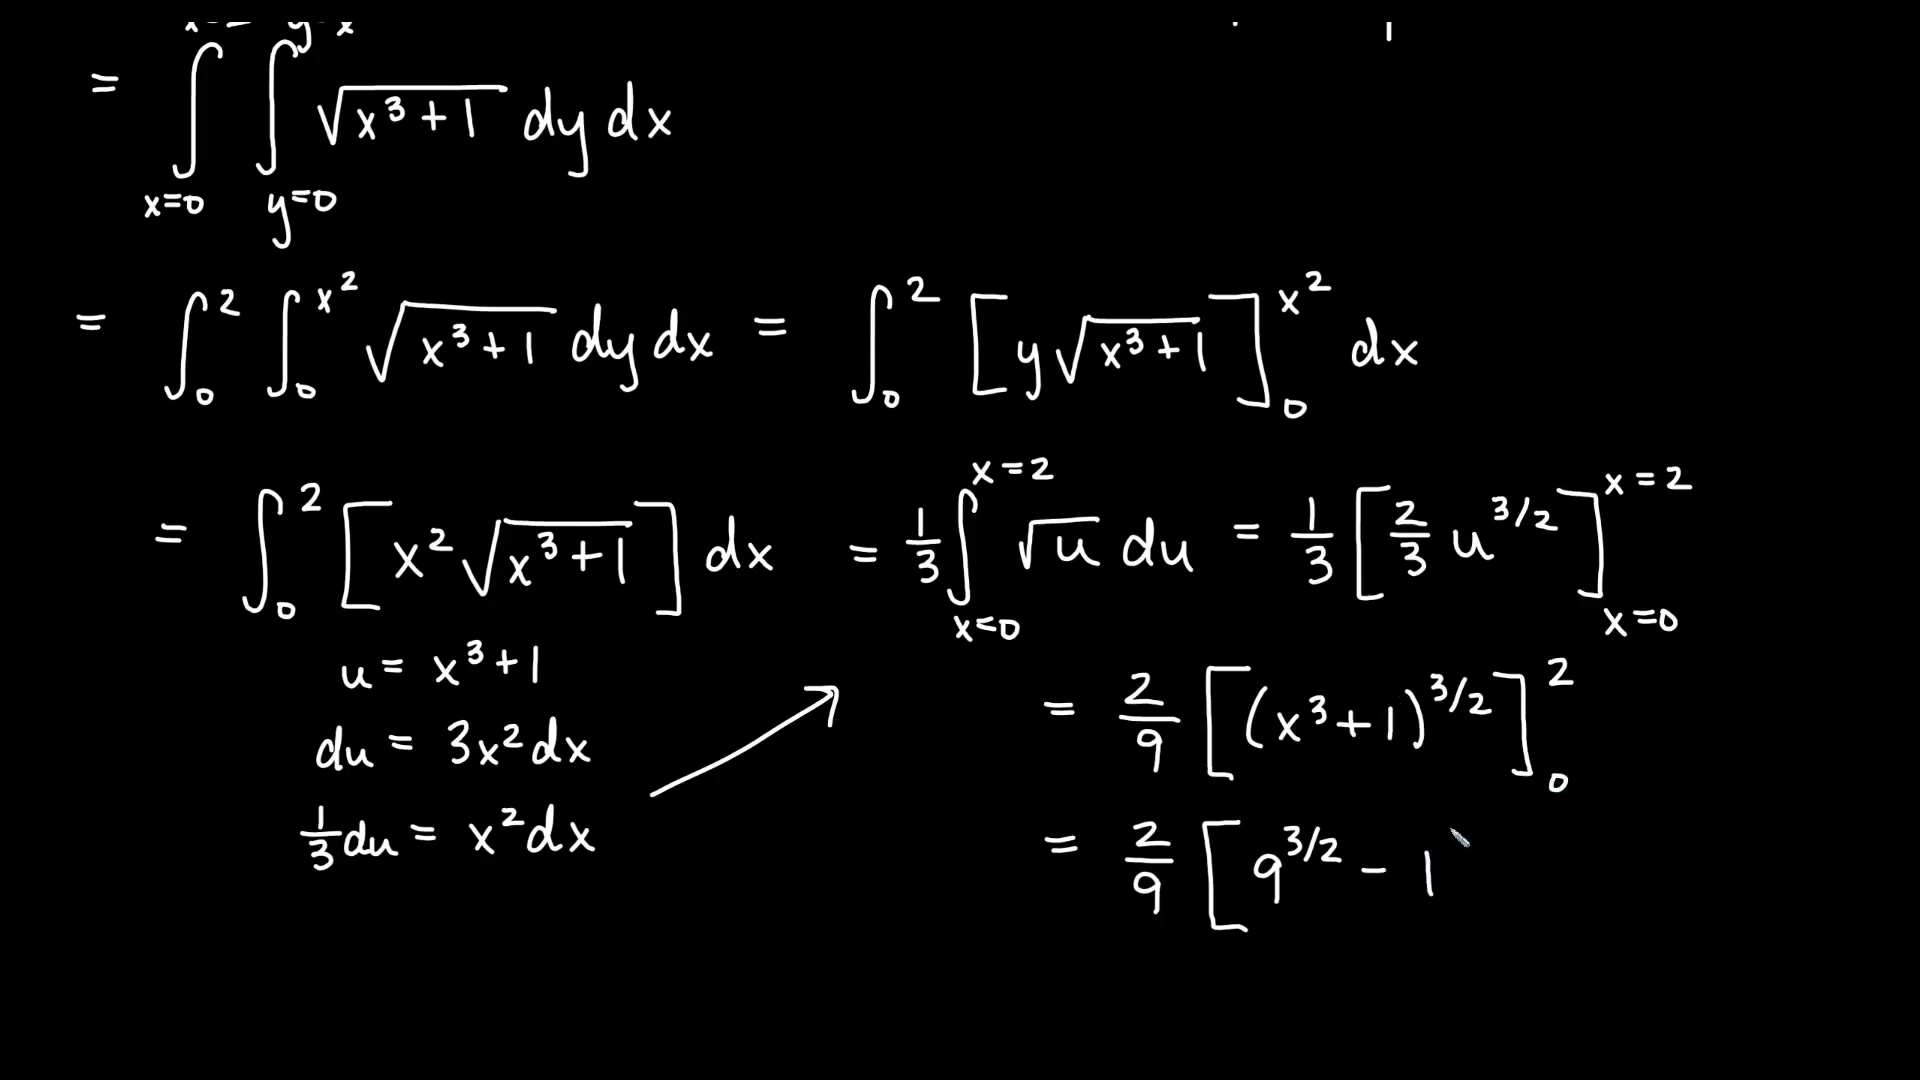 = ∫_{x=0} ∫_{y=0} √(x³+1) dy dx
= ∫₀² ∫₀^{x²} √(x³+1) dy dx = ∫₀² [y√(x³+1)]₀^{x²} dx
= ∫₀² [x²√(x³+1)] dx = 1/3 ∫_{x=0}^{x=2} √u du = 1/3 [2/3 u^{3/2}]_{x=0}^{x=2}
u = x³+1
du = 3x²dx
1/3 du = x²dx
= 2/9 [(x³+1)^{3/2}]₀²
= 2/9 [9^{3/2} - 1